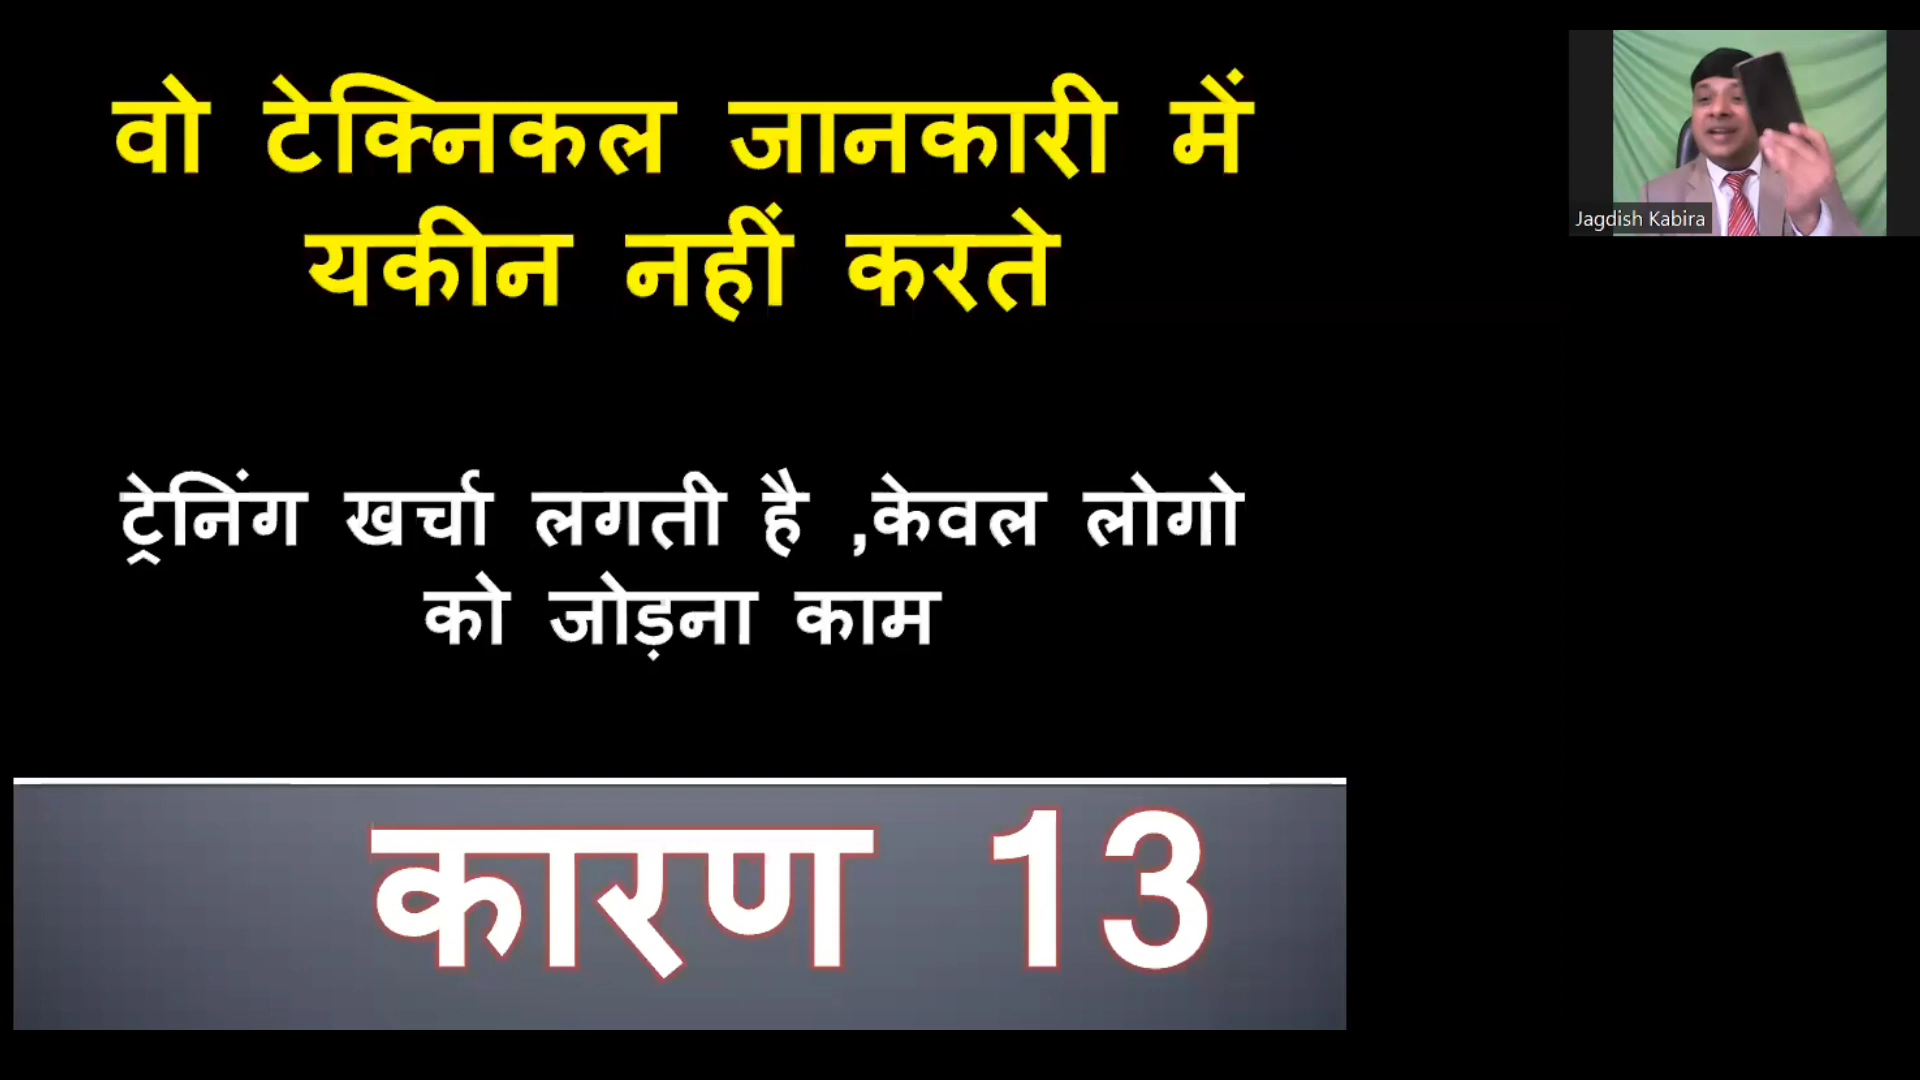 वो टेक्निकल जानकारी में
यकीन नहीं करते
ट्रेनिंग खर्चा लगती है ,केवल लोगो
को जोड़ना काम
कारण 13
Jagdish Kabira